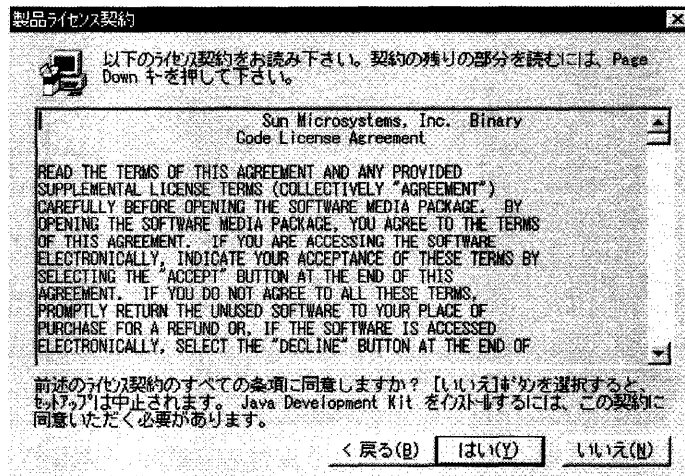 製品ライセンス契約
以下のライセンス契約をお読み下さい。契約の残りの部分を読むには、Page
Down キーを押して下さい。
Sun Microsystems, Inc. Binary
Code License Agreement
READ THE TERMS OF THIS AGREEMENT AND ANY PROVIDED
SUPPLEMENTAL LICENSE TERMS (COLLECTIVELY "AGREEMENT")
CAREFULLY BEFORE OPENING THE SOFTWARE MEDIA PACKAGE. BY
OPENING THE SOFTWARE MEDIA PACKAGE, YOU AGREE TO THE TERMS
OF THIS AGREEMENT. IF YOU ARE ACCESSING THE SOFTWARE
ELECTRONICALLY, INDICATE YOUR ACCEPTANCE OF THESE TERMS BY
SELECTING THE "ACCEPT" BUTTON AT THE END OF THIS
AGREEMENT. IF YOU DO NOT AGREE TO ALL THESE TERMS,
PROMPTLY RETURN THE UNUSED SOFTWARE TO YOUR PLACE OF
PURCHASE FOR A REFUND OR, IF THE SOFTWARE IS ACCESSED
ELECTRONICALLY, SELECT THE "DECLINE" BUTTON AT THE END OF
前述のライセンス契約のすべての条項に同意しますか？ [いいえ]ボタンを選択すると、
セットアップは中止されます。 Java Development Kit をインストールするには、この契約に
同意いただく必要があります。
< 戻る(B) はい(Y) いいえ(N)